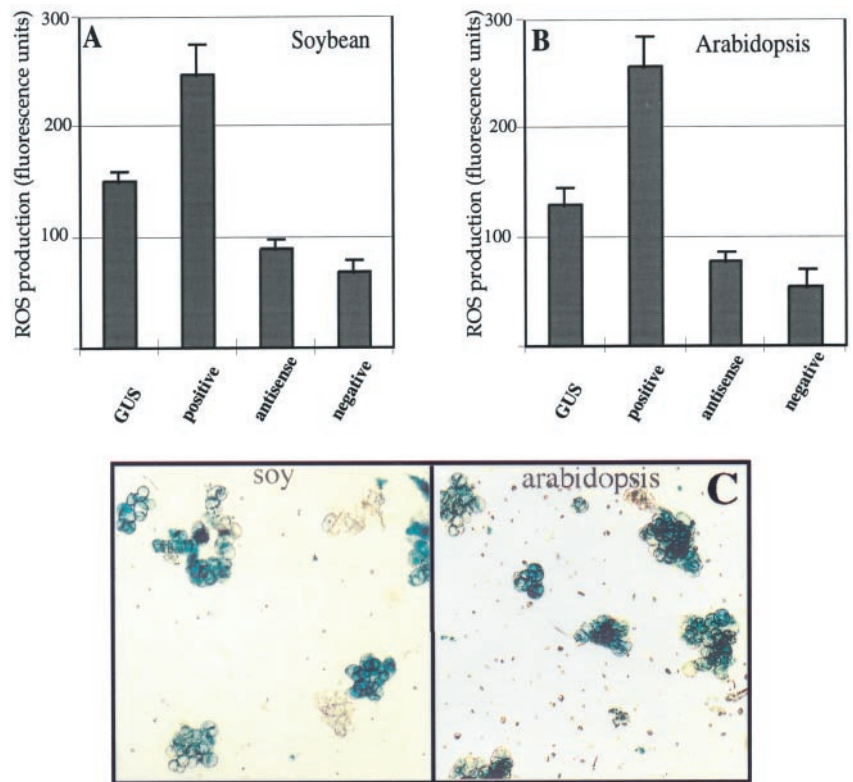 A
Soybean
ROS production (fluorescence units)
300
200
100
GUS
positive
antisense
negative
B
Arabidopsis
ROS production (fluorescence units)
300
200
100
GUS
positive
antisense
negative
soy
arabidopsis
C